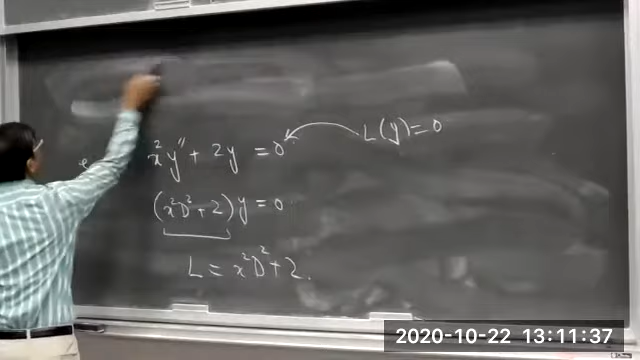 x²y″ + 2y = 0 L(y) = 0
(x²D² + 2)y = 0
L = x²D² + 2.
2020-10-22 13:11:37